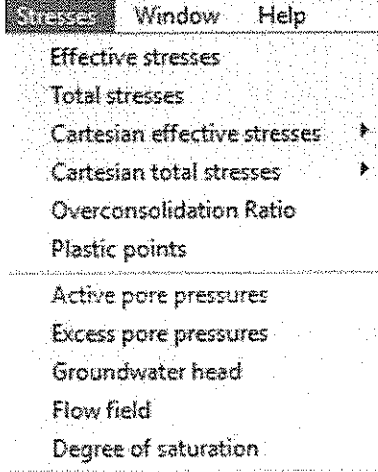 Stresses Window Help
Effective stresses
Total stresses
Cartesian effective stresses
Cartesian total stresses
Overconsolidation Ratio
Plastic points
Active pore pressures
Excess pore pressures
Groundwater head
Flow field
Degree of saturation